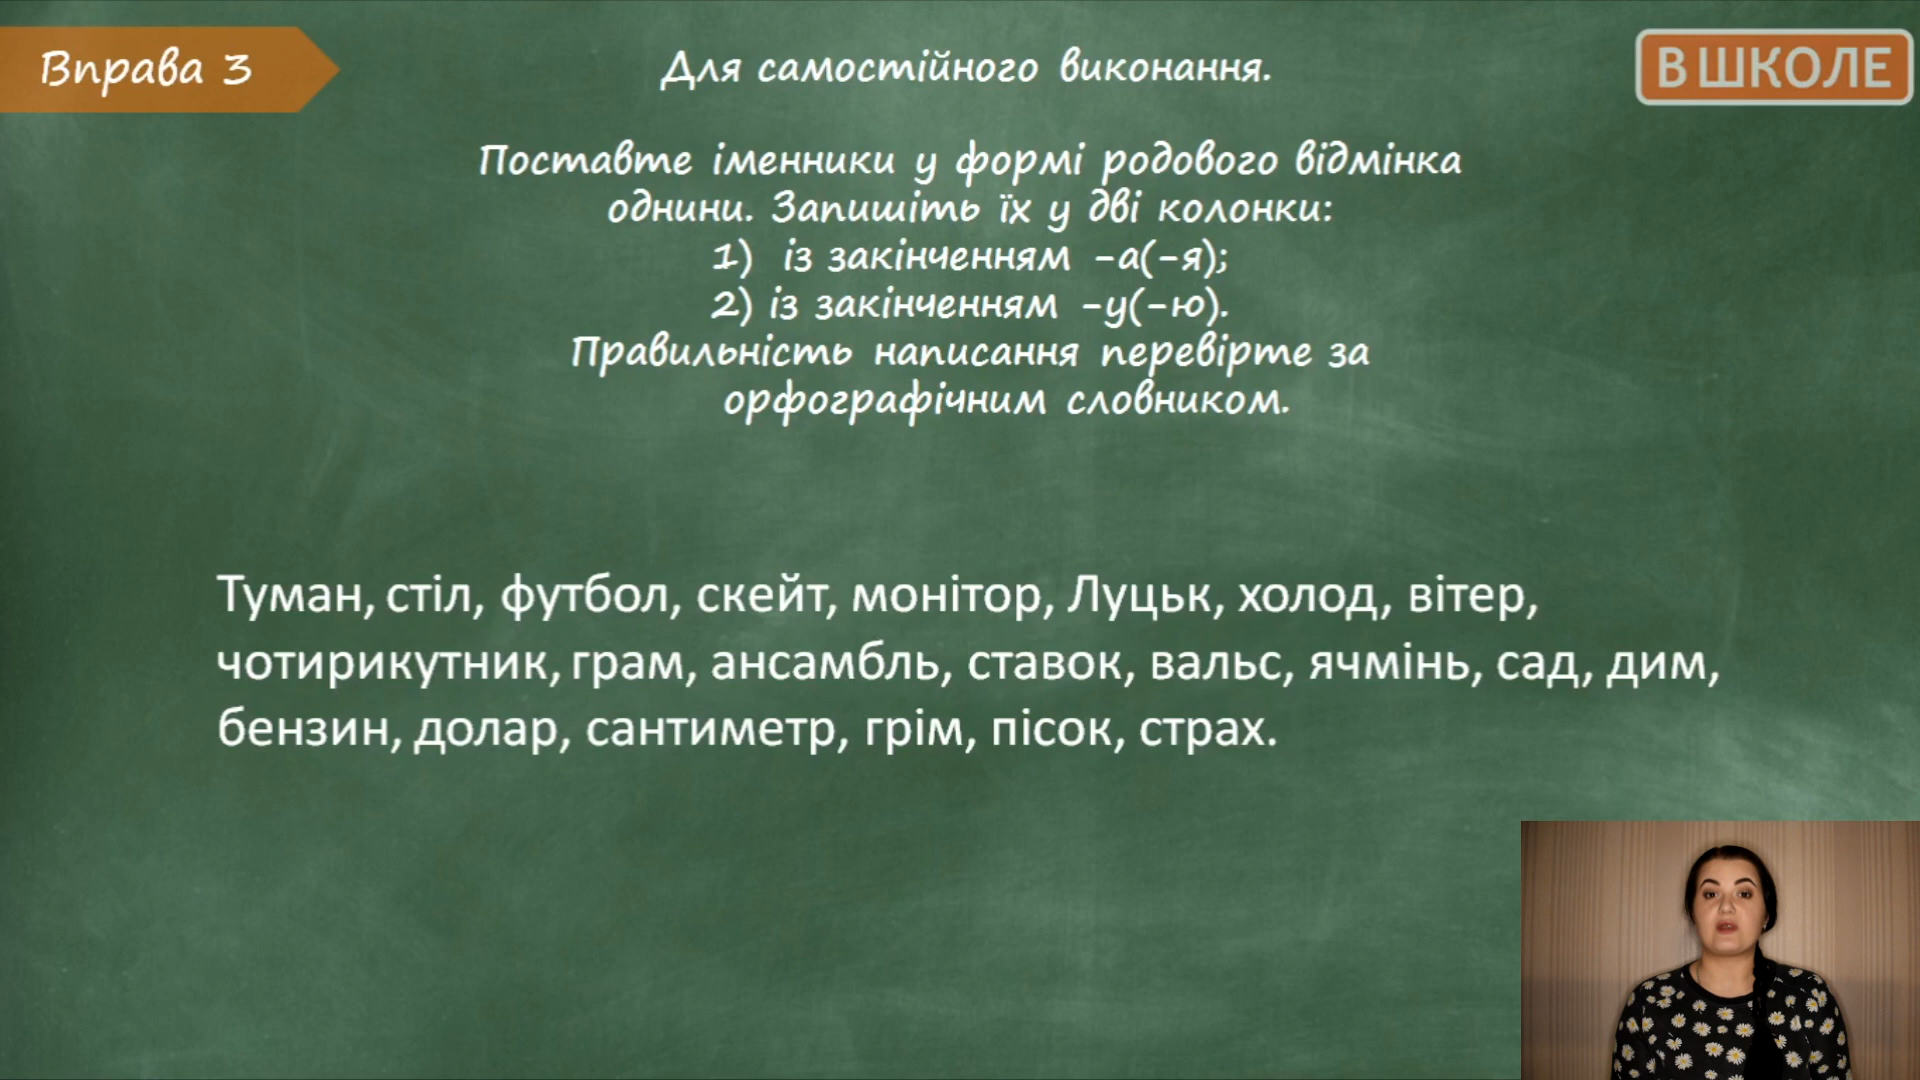 Вправа 3
Для самостійного виконання.
В ШКОЛЕ
Поставте іменники у формі родового відмінка
однини. Запишіть їх у дві колонки:
1) із закінченням -а(-я);
2) із закінченням -у(-ю).
Правильність написання перевірте за
орфографічним словником.
Туман, стіл, футбол, скейт, монітор, Луцьк, холод, вітер,
чотирикутник, грам, ансамбль, ставок, вальс, ячмінь, сад, дим,
бензин, долар, сантиметр, грім, пісок, страх.